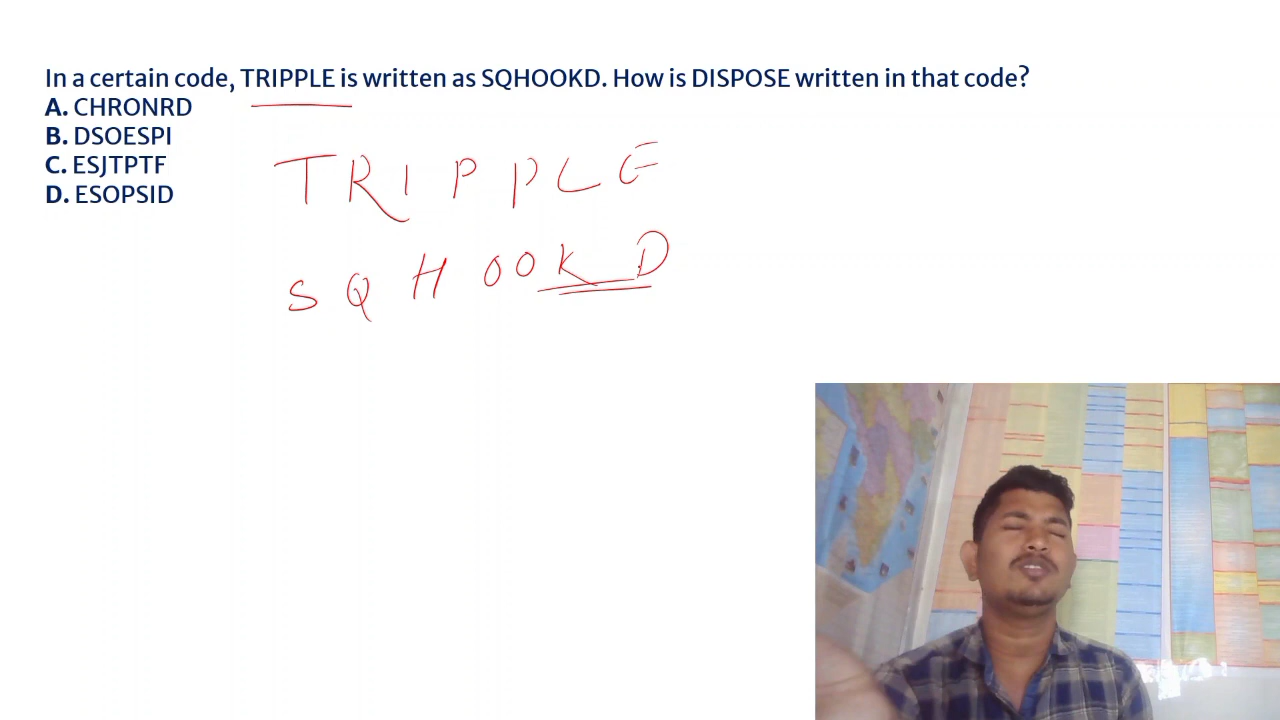 In a certain code, TRIPPLE is written as SQHOOKD. How is DISPOSE written in that code?
A. CHRONRD
B. DSOESPI
C. ESJTPTF
D. ESOPSID
TRIPPLE
SQHOOKD